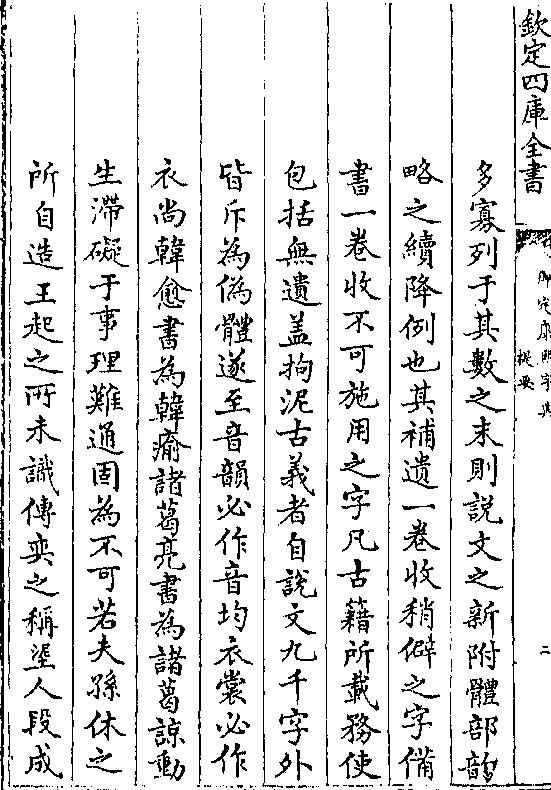 欽定四庫全書
御定康熙字典
提要
二
多寡列于其數之末則說文之新附體部韵
略之續降例也其補遺一卷收稍僻之字備
書一卷收不可施用之字凡古籍所載務使
包括無遺盖拘泥古義者自說文九千字外
皆斥為偽體遂至音韻必作音均衣裳必作
衣尚韓愈書為韓瘉諸葛亮書為諸葛諒動
生滯礙于事理難通固為不可若夫孫休之
所自造王起之所未識傅奕之稱埿人段成